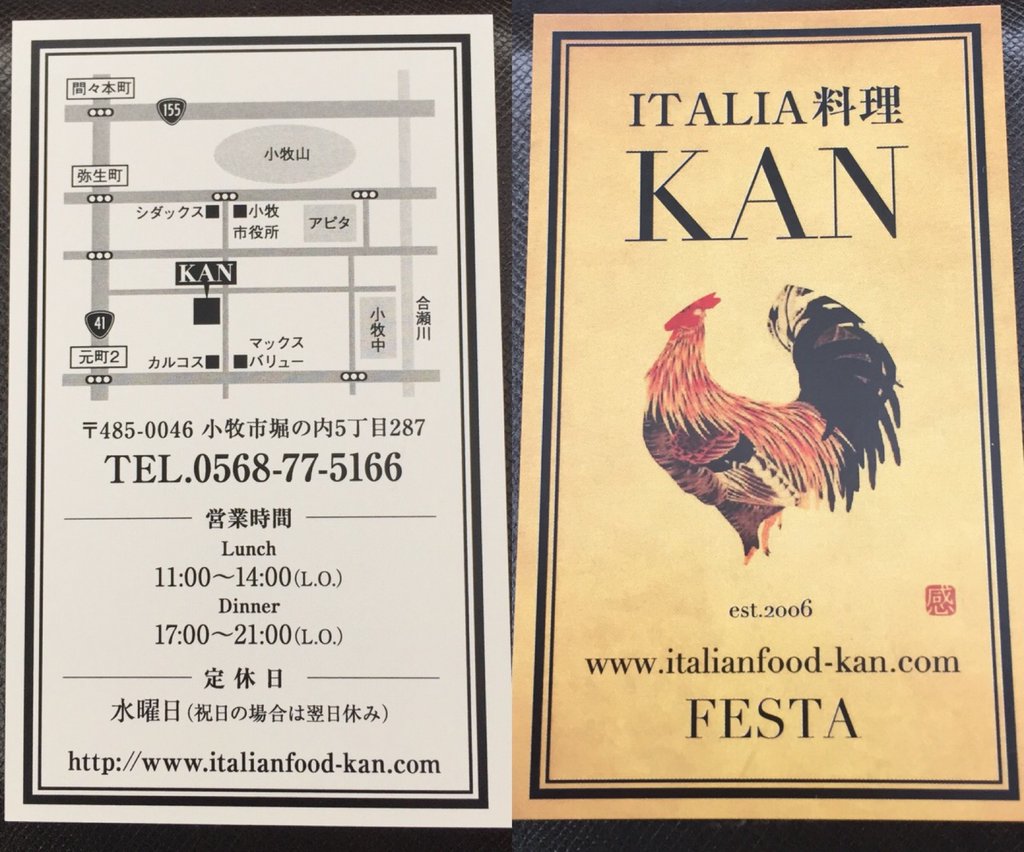 間々本町
155
小牧山
弥生町
シダックス
小牧
市役所
アピタ
KAN
41
小牧中
合瀬川
元町2
カルコス
マックス
バリュー
〒485-0046 小牧市堀の内5丁目287
TEL.0568-77-5166
営業時間
Lunch
11:00〜14:00(L.O.)
Dinner
17:00〜21:00(L.O.)
定休日
水曜日(祝日の場合は翌日休み)
http://www.italianfood-kan.com
ITALIA料理
KAN
感
est.2006
www.italianfood-kan.com
FESTA